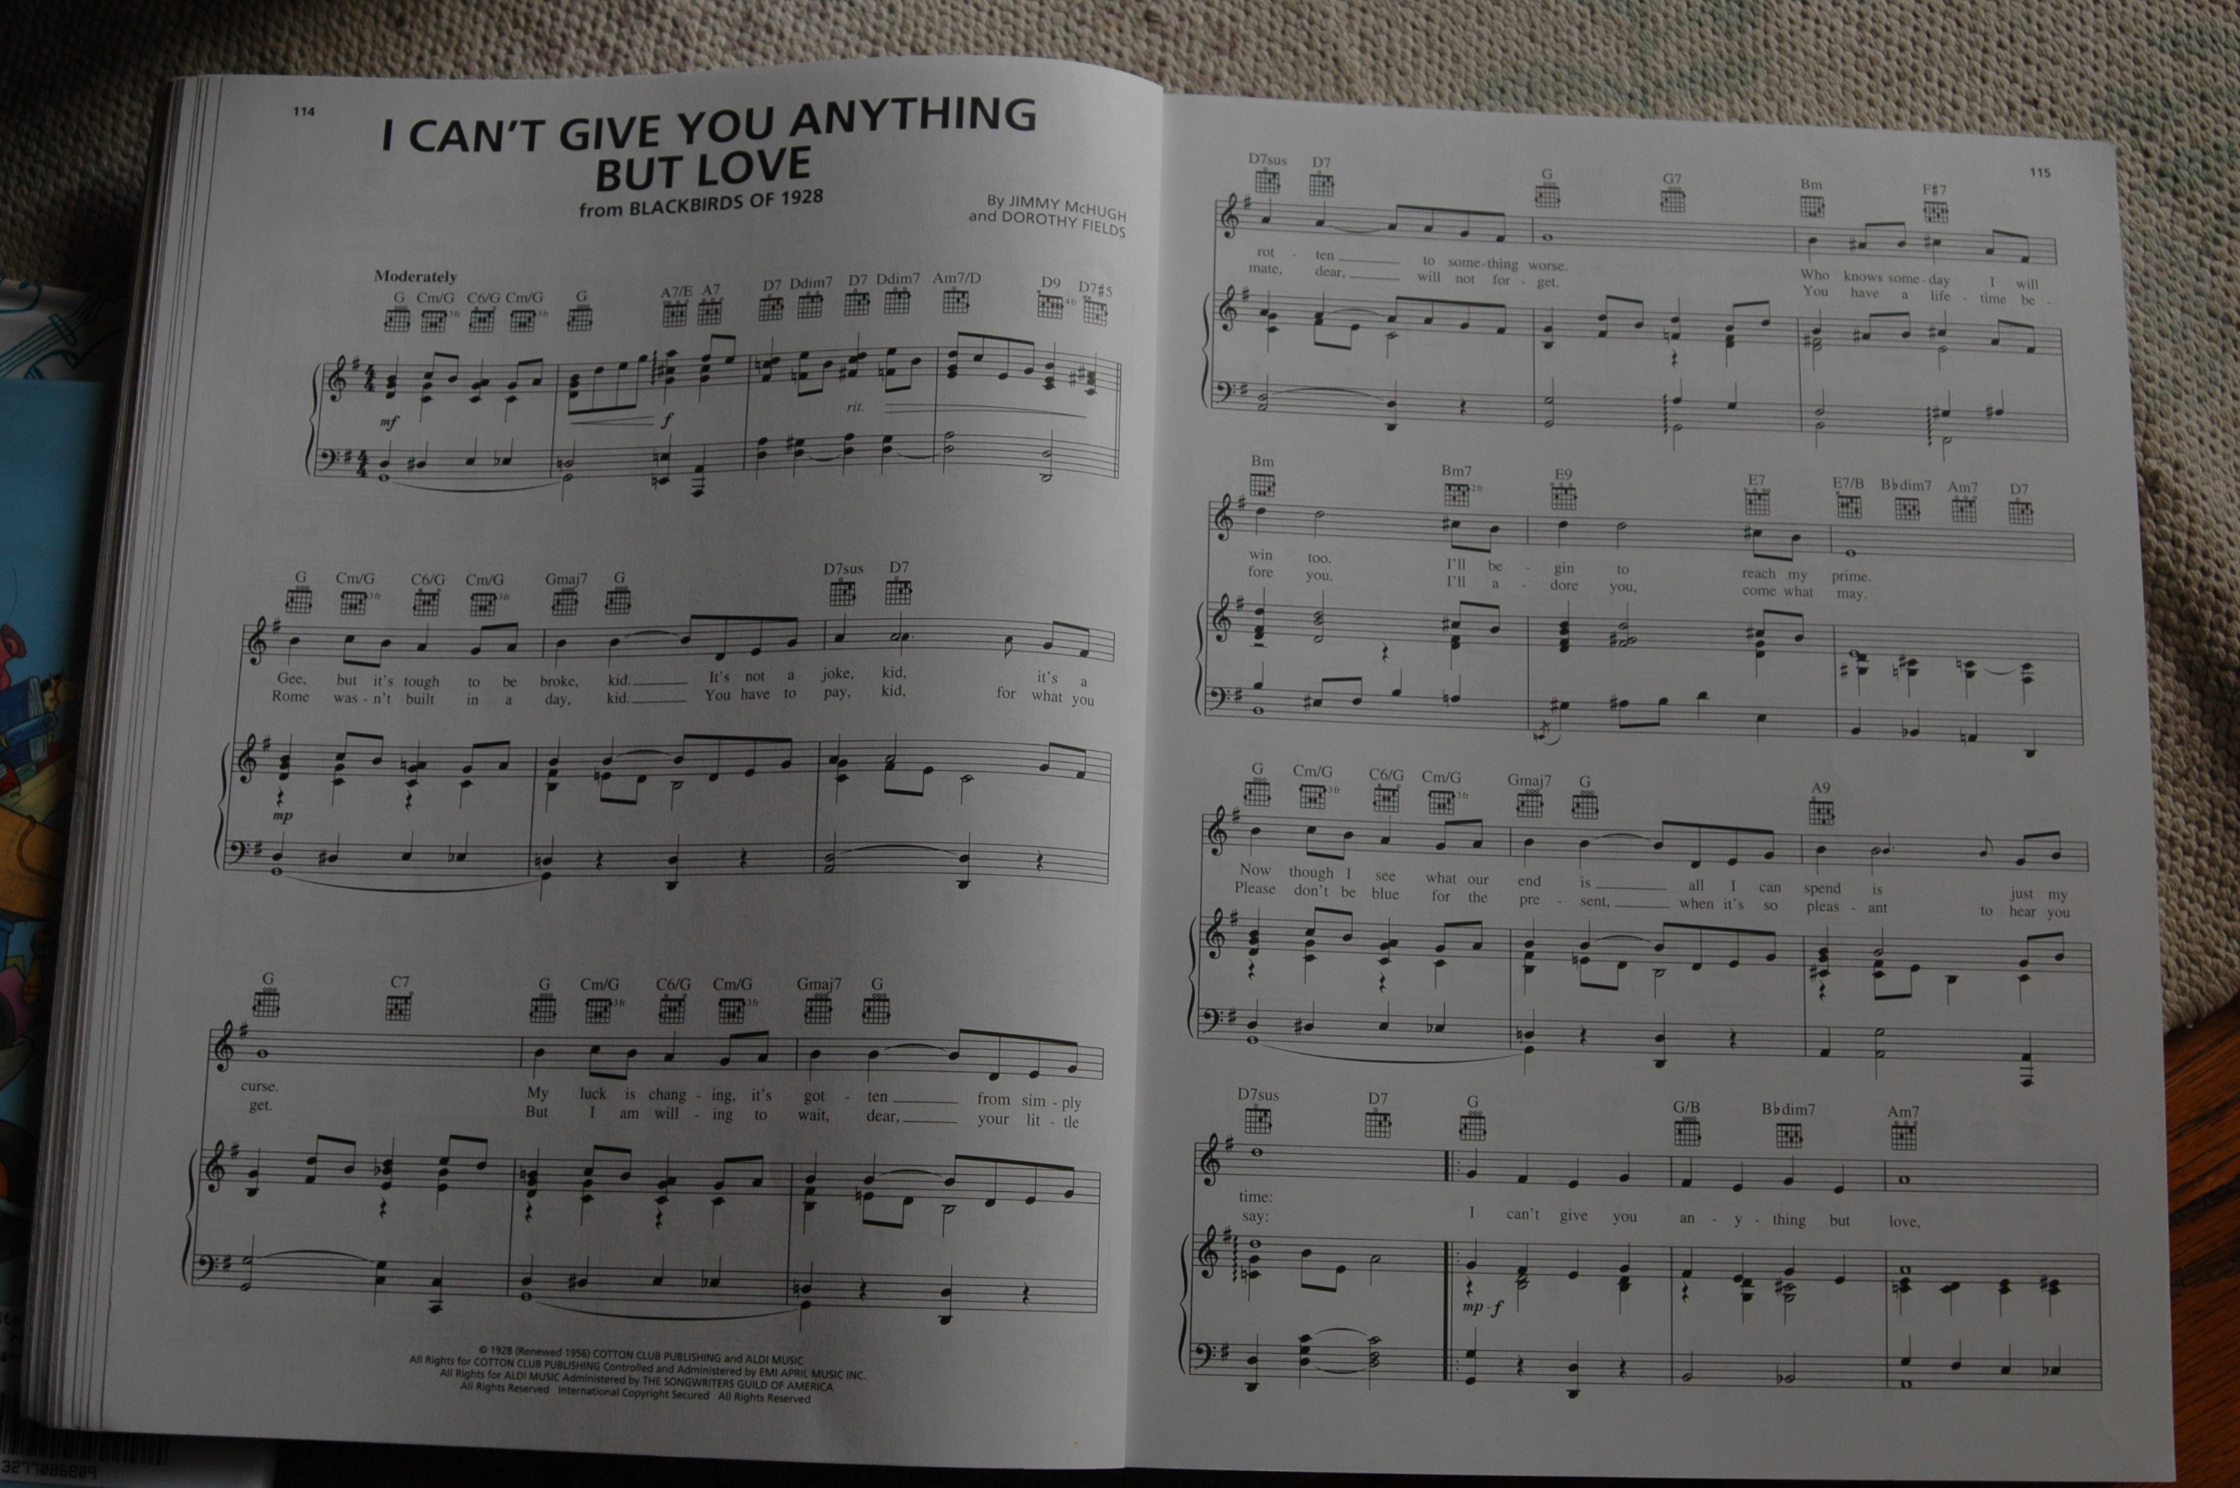 114
I CAN'T GIVE YOU ANYTHING
BUT LOVE
from BLACKBIRDS OF 1928
By JIMMY McHUGH
and DOROTHY FIELDS
Moderately
G Cm/G C6/G Cm/G G A7/E A7 D7 Ddim7 D7 Ddim7 Am7/D D9 D7#5
3fr 3fr 4fr
rit.
mf f
G Cm/G C6/G Cm/G Gmaj7 G D7sus D7
3fr 3fr
Gee, but it's tough to be broke, kid. It's not a joke, kid, it's a
Rome was - n't built in a day, kid. You have to pay, kid, for what you
mp
G C7 G Cm/G C6/G Cm/G Gmaj7 G
3fr 3fr
curse. My luck is chang - ing, it's got - ten from sim - ply
get. But I am will - ing to wait, dear, your lit - tle
© 1928 (Renewed 1956) COTTON CLUB PUBLISHING and ALDI MUSIC
All Rights for COTTON CLUB PUBLISHING Controlled and Administered by EMI APRIL MUSIC INC.
All Rights for ALDI MUSIC Administered by THE SONGWRITERS GUILD OF AMERICA
All Rights Reserved International Copyright Secured All Rights Reserved
115
D7sus D7 G G7 Bm F#7
rot - ten to some-thing worse. Who knows some-day I will
mate, dear, will not for - get. You have a life - time be -
Bm Bm7 E9 E7 E7/B B♭dim7 Am7 D7
2fr
win too. I'll be - gin to reach my prime.
fore you. I'll a - dore you, come what may.
G Cm/G C6/G Cm/G Gmaj7 G A9
3fr 3fr
Now though I see what our end is all I can spend is just my
Please don't be blue for the pre - sent, when it's so pleas - ant to hear you
D7sus D7 G G/B B♭dim7 Am7
time:
say: I can't give you an - y - thing but love,
mp - f
3277086809